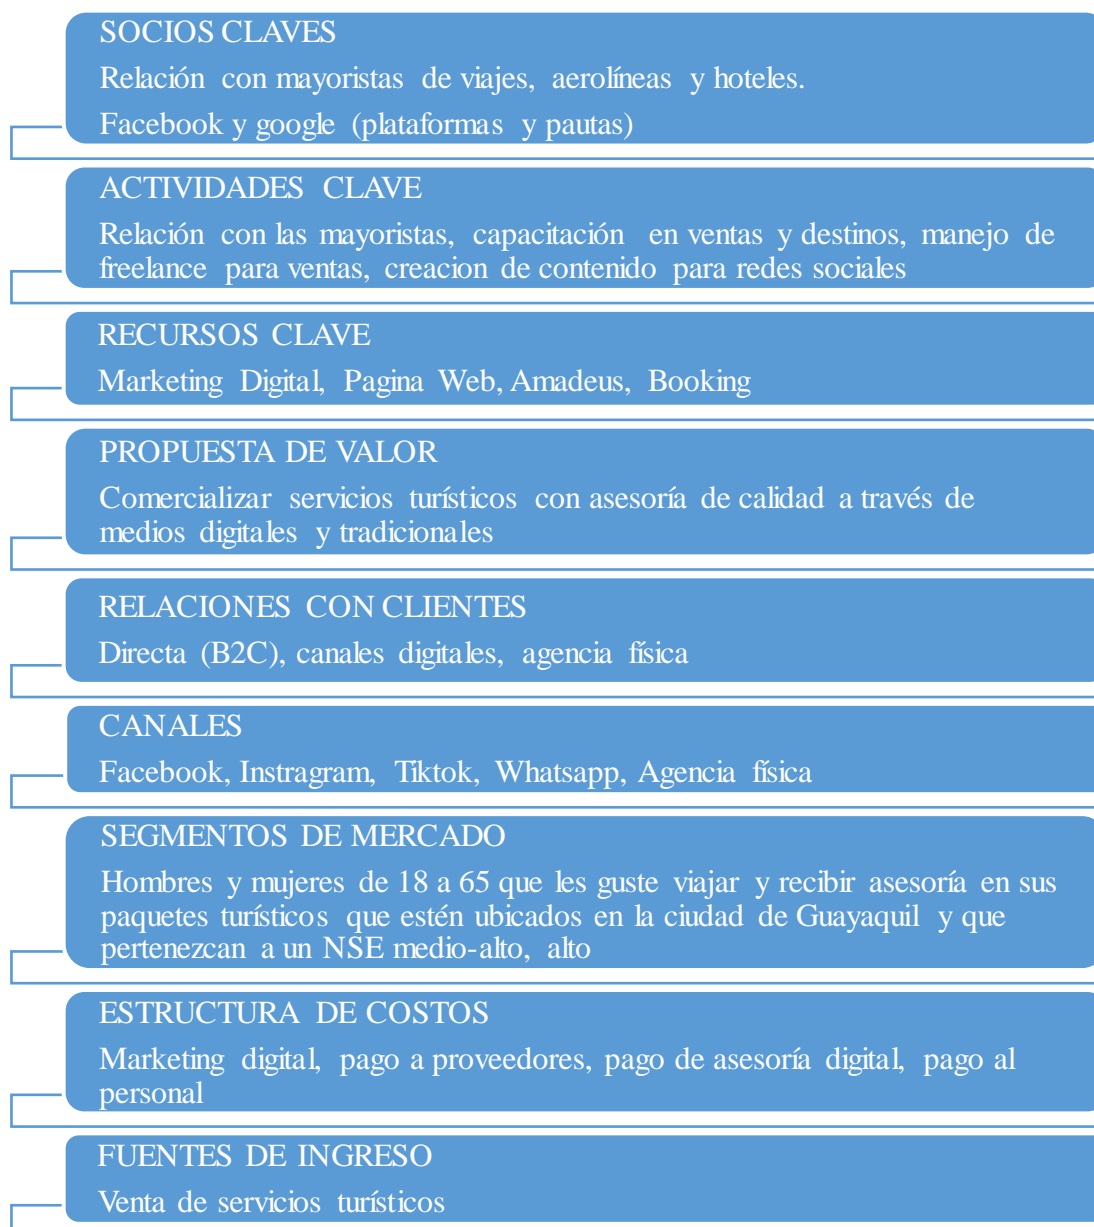 SOCIOS CLAVES
Relación con mayoristas de viajes, aerolíneas y hoteles.
Facebook y google (plataformas y pautas)
ACTIVIDADES CLAVE
Relación con las mayoristas, capacitación en ventas y destinos, manejo de
freelance para ventas, creacion de contenido para redes sociales
RECURSOS CLAVE
Marketing Digital, Pagina Web, Amadeus, Booking
PROPUESTA DE VALOR
Comercializar servicios turísticos con asesoría de calidad a través de
medios digitales y tradicionales
RELACIONES CON CLIENTES
Directa (B2C), canales digitales, agencia física
CANALES
Facebook, Instragram, Tiktok, Whatsapp, Agencia física
SEGMENTOS DE MERCADO
Hombres y mujeres de 18 a 65 que les guste viajar y recibir asesoría en sus
paquetes turísticos que estén ubicados en la ciudad de Guayaquil y que
pertenezcan a un NSE medio-alto, alto
ESTRUCTURA DE COSTOS
Marketing digital, pago a proveedores, pago de asesoría digital, pago al
personal
FUENTES DE INGRESO
Venta de servicios turísticos